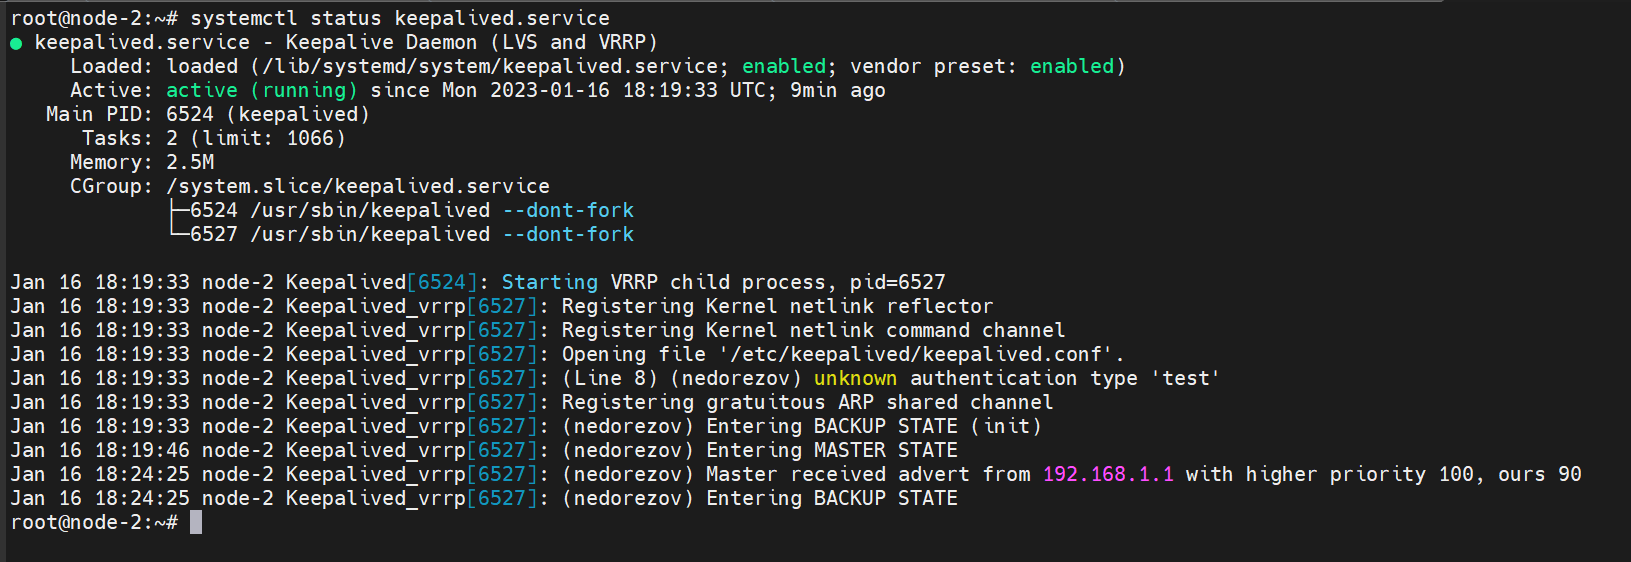 root@node-2:~# systemctl status keepalived.service
● keepalived.service - Keepalive Daemon (LVS and VRRP)
     Loaded: loaded (/lib/systemd/system/keepalived.service; enabled; vendor preset: enabled)
     Active: active (running) since Mon 2023-01-16 18:19:33 UTC; 9min ago
   Main PID: 6524 (keepalived)
      Tasks: 2 (limit: 1066)
     Memory: 2.5M
     CGroup: /system.slice/keepalived.service
             ├─6524 /usr/sbin/keepalived --dont-fork
             └─6527 /usr/sbin/keepalived --dont-fork

Jan 16 18:19:33 node-2 Keepalived[6524]: Starting VRRP child process, pid=6527
Jan 16 18:19:33 node-2 Keepalived_vrrp[6527]: Registering Kernel netlink reflector
Jan 16 18:19:33 node-2 Keepalived_vrrp[6527]: Registering Kernel netlink command channel
Jan 16 18:19:33 node-2 Keepalived_vrrp[6527]: Opening file '/etc/keepalived/keepalived.conf'.
Jan 16 18:19:33 node-2 Keepalived_vrrp[6527]: (Line 8) (nedorezov) unknown authentication type 'test'
Jan 16 18:19:33 node-2 Keepalived_vrrp[6527]: Registering gratuitous ARP shared channel
Jan 16 18:19:33 node-2 Keepalived_vrrp[6527]: (nedorezov) Entering BACKUP STATE (init)
Jan 16 18:19:46 node-2 Keepalived_vrrp[6527]: (nedorezov) Entering MASTER STATE
Jan 16 18:24:25 node-2 Keepalived_vrrp[6527]: (nedorezov) Master received advert from 192.168.1.1 with higher priority 100, ours 90
Jan 16 18:24:25 node-2 Keepalived_vrrp[6527]: (nedorezov) Entering BACKUP STATE
root@node-2:~#